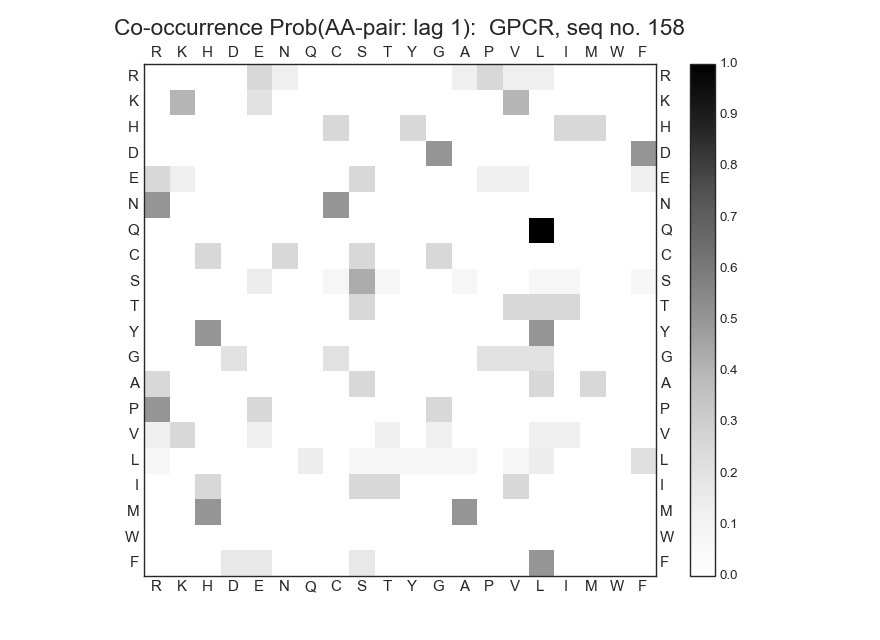 Co-occurrence Prob(AA-pair: lag 1):  GPCR, seq no. 158
R K H D E N Q C S T Y G A P V L I M W F
R R 1.0
K K 0.9
H H
D D 0.8
E E
N N 0.7
Q Q
C C 0.6
S S
T T 0.5
Y Y
G G 0.4
A A
P P 0.3
V V
L L 0.2
I I
M M 0.1
W W
F F 0.0
R K H D E N Q C S T Y G A P V L I M W F